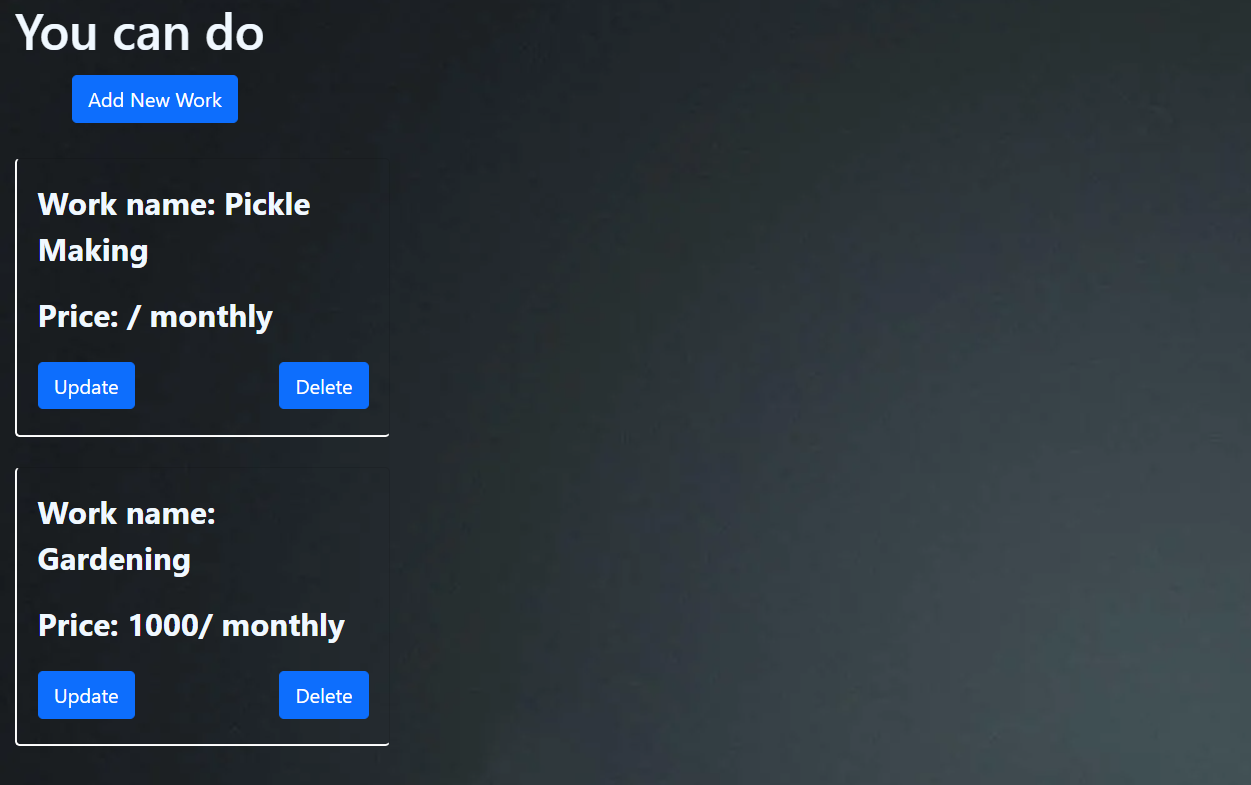 You can do
Add New Work
Work name: Pickle
Making
Price: / monthly
Update Delete
Work name:
Gardening
Price: 1000/ monthly
Update Delete